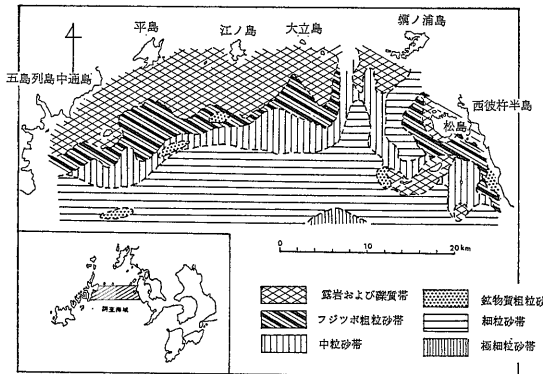 平島
江ノ島
大立島
蠣ノ浦島
五島列島中通島
西彼杵半島
松島
0 10 20 km
調査海域
露岩および礫質帯
鉱物質粗粒砂
フジツボ粗粒砂帯
細粒砂帯
中粒砂帯
極細粒砂帯